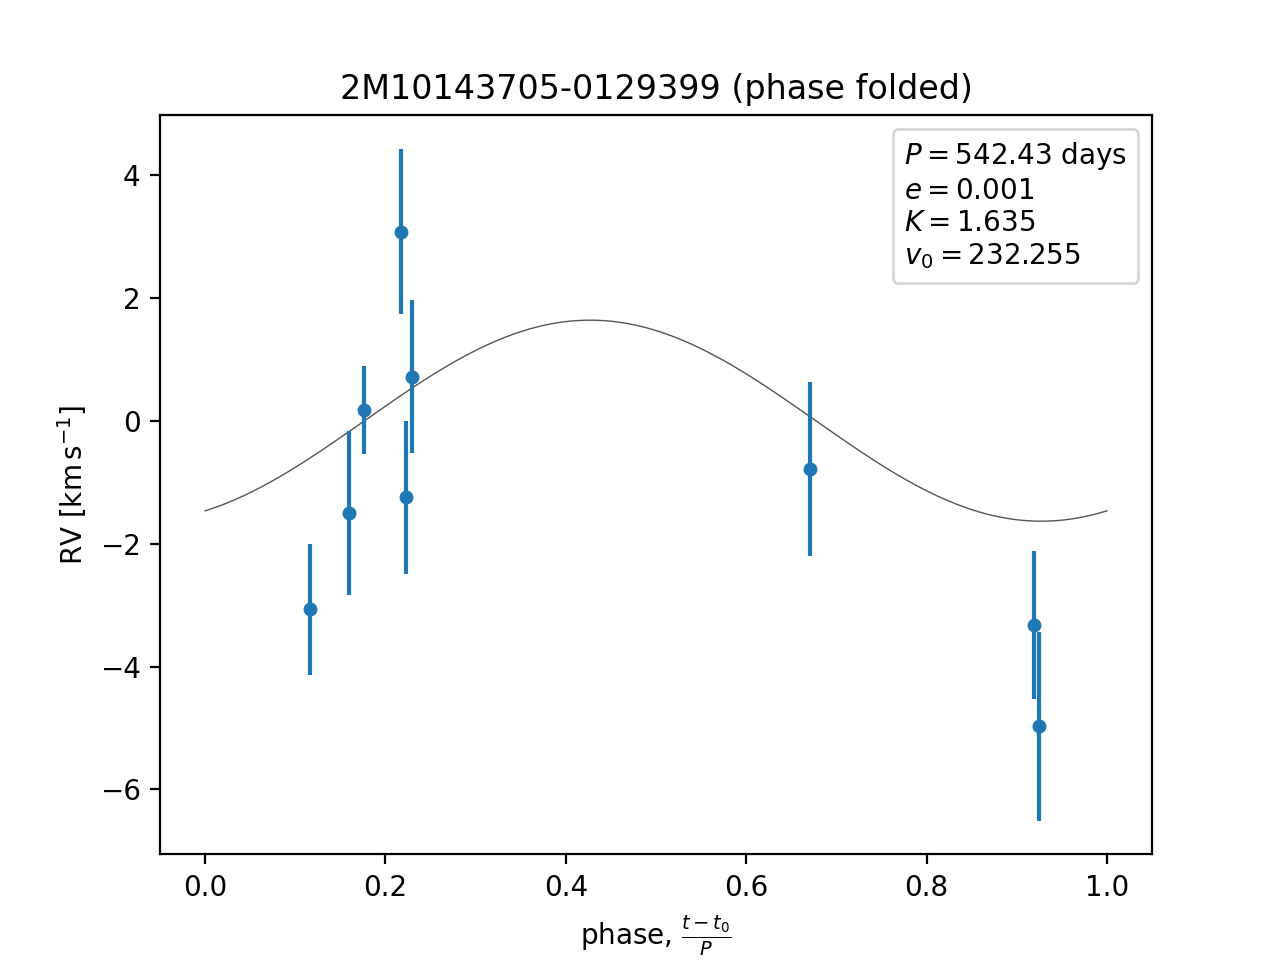 2M10143705-0129399 (phase folded)
P = 542.43 days
e = 0.001
K = 1.635
v₀ = 232.255
4
2
0
−2
−4
−6
RV [km s⁻¹]
0.0 0.2 0.4 0.6 0.8 1.0
phase, (t − t₀)/P